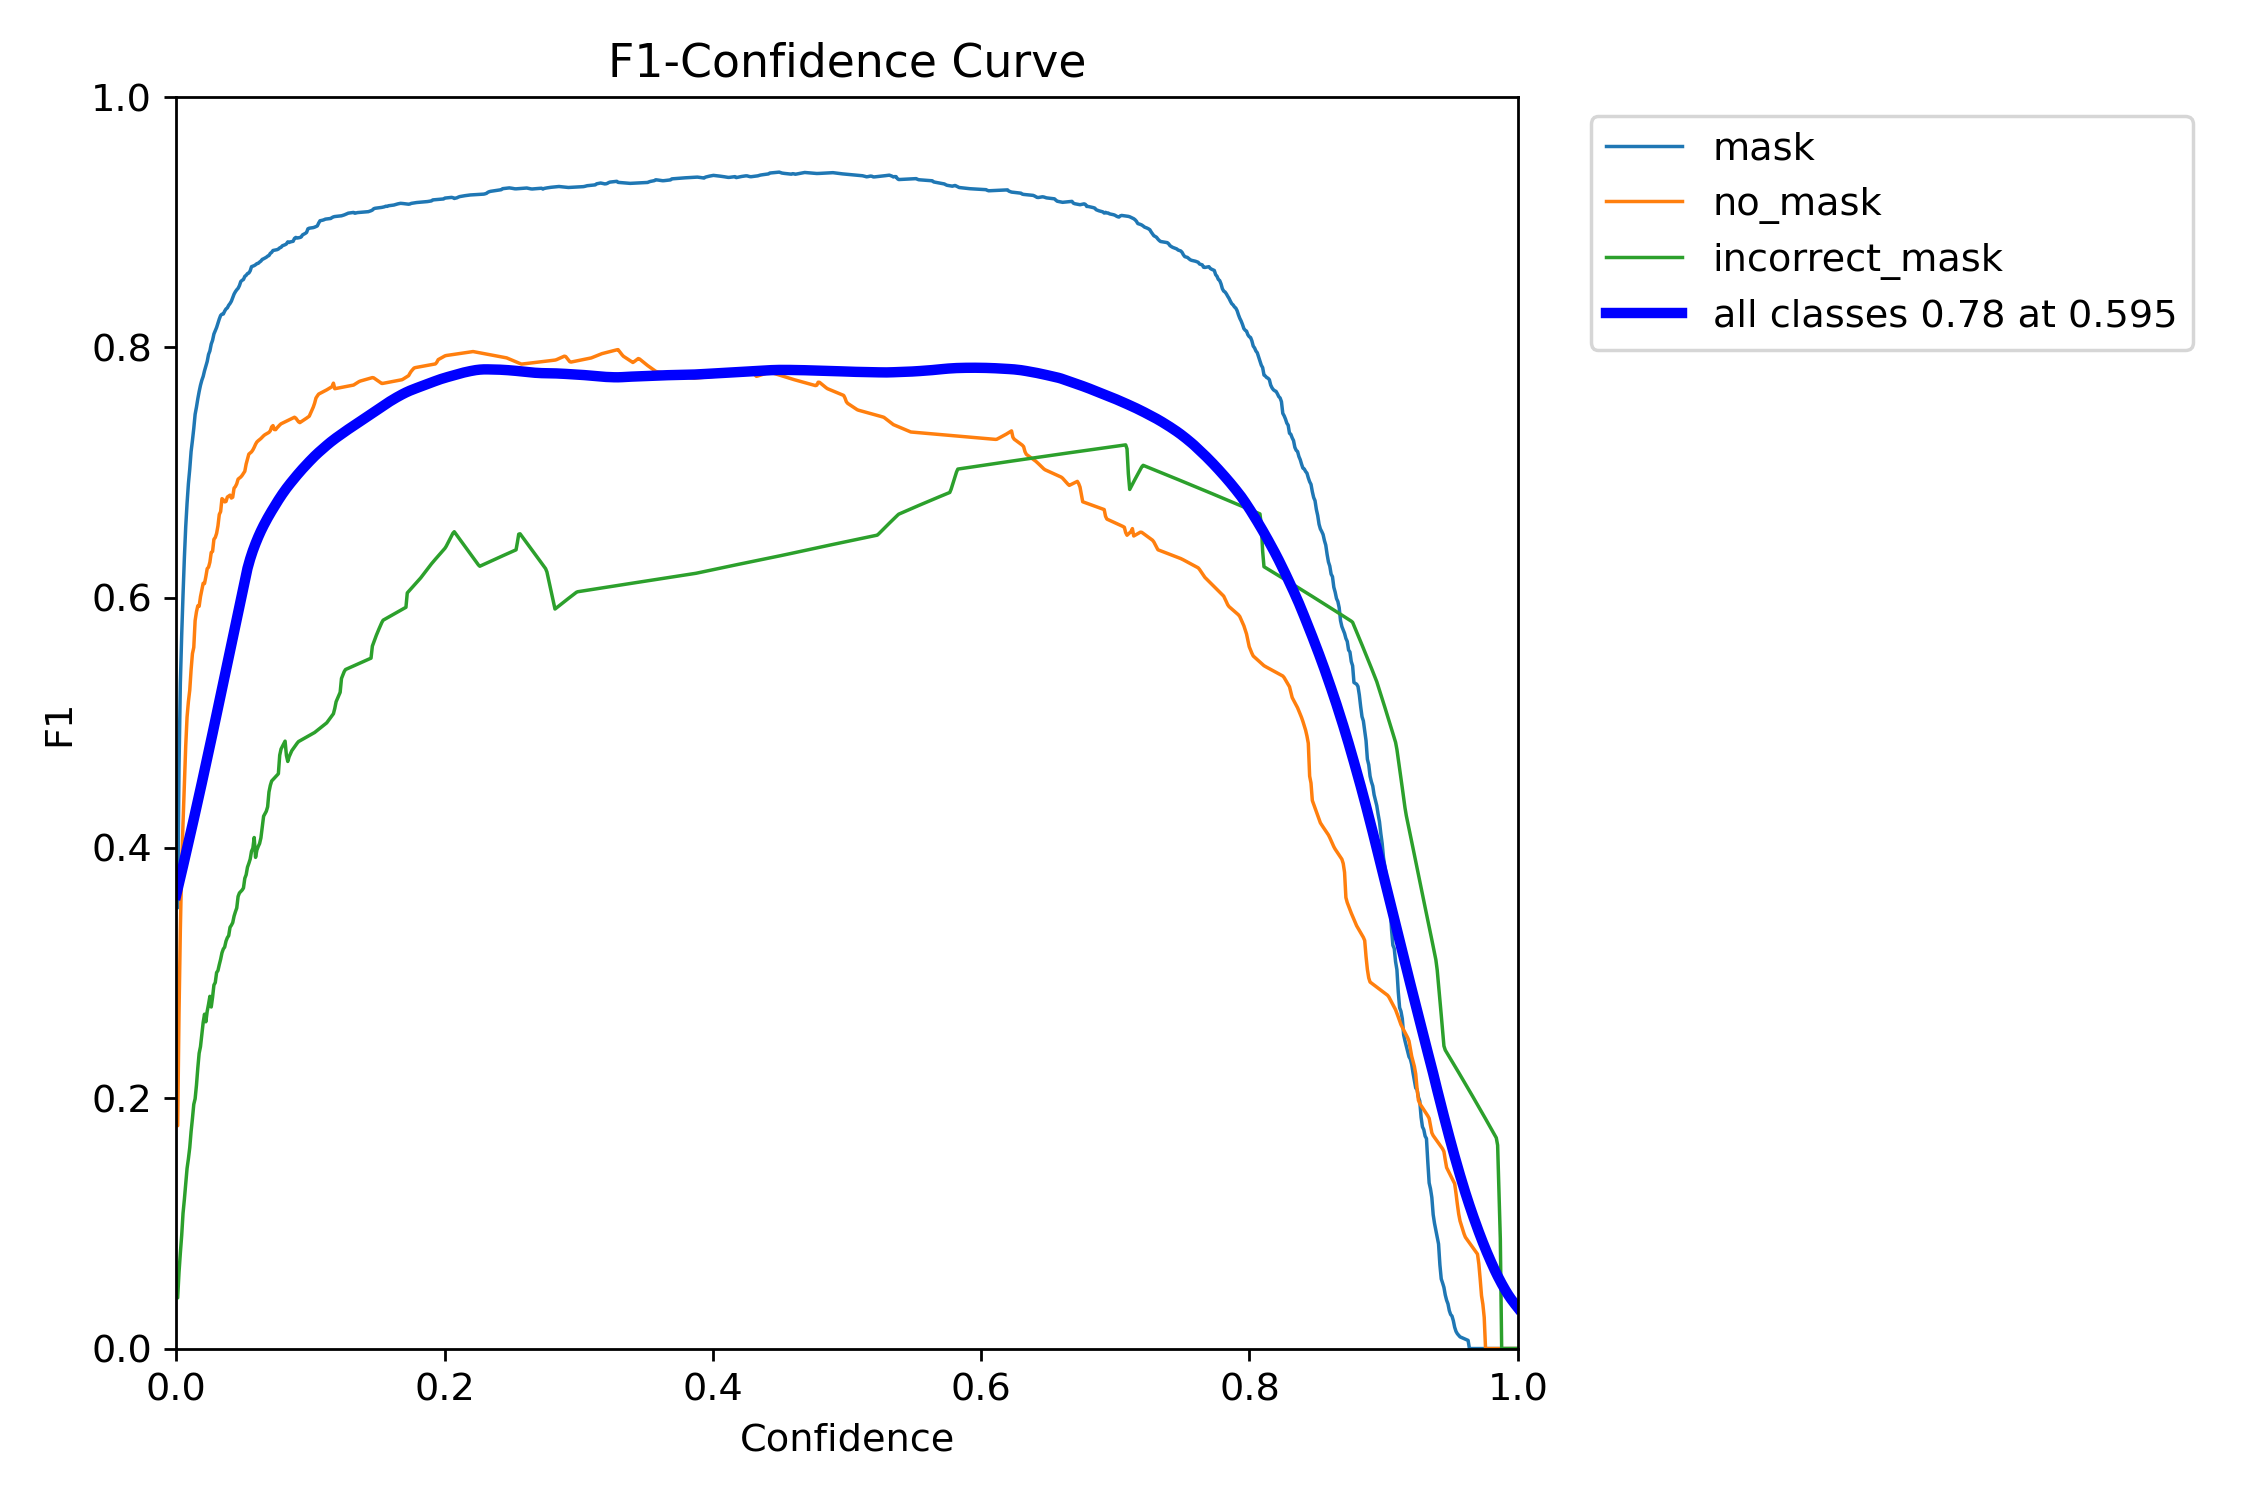 F1-Confidence Curve
1.0
0.8
0.6
0.4
0.2
0.0
F1
0.0 0.2 0.4 0.6 0.8 1.0
Confidence
mask
no_mask
incorrect_mask
all classes 0.78 at 0.595